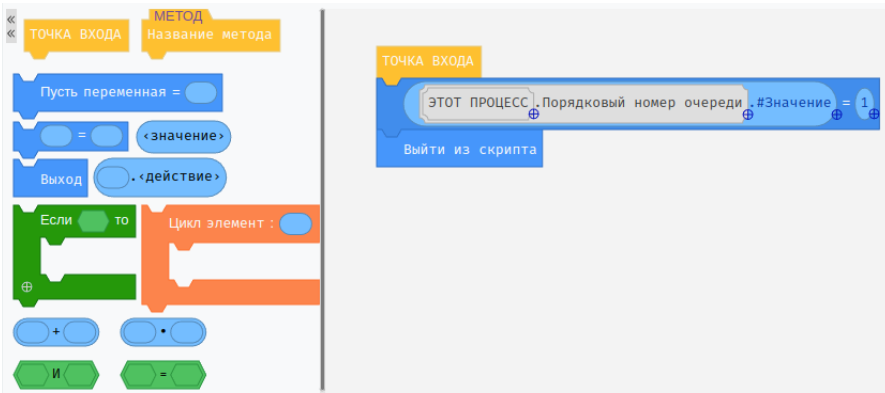 «
«
ТОЧКА ВХОДА
МЕТОД
Название метода
Пусть переменная =
=
‹значение›
Выход
.‹действие›
Если
то
Цикл элемент :
+
•
И
=
ТОЧКА ВХОДА
ЭТОТ ПРОЦЕСС.Порядковый номер очереди.#Значение = 1
Выйти из скрипта